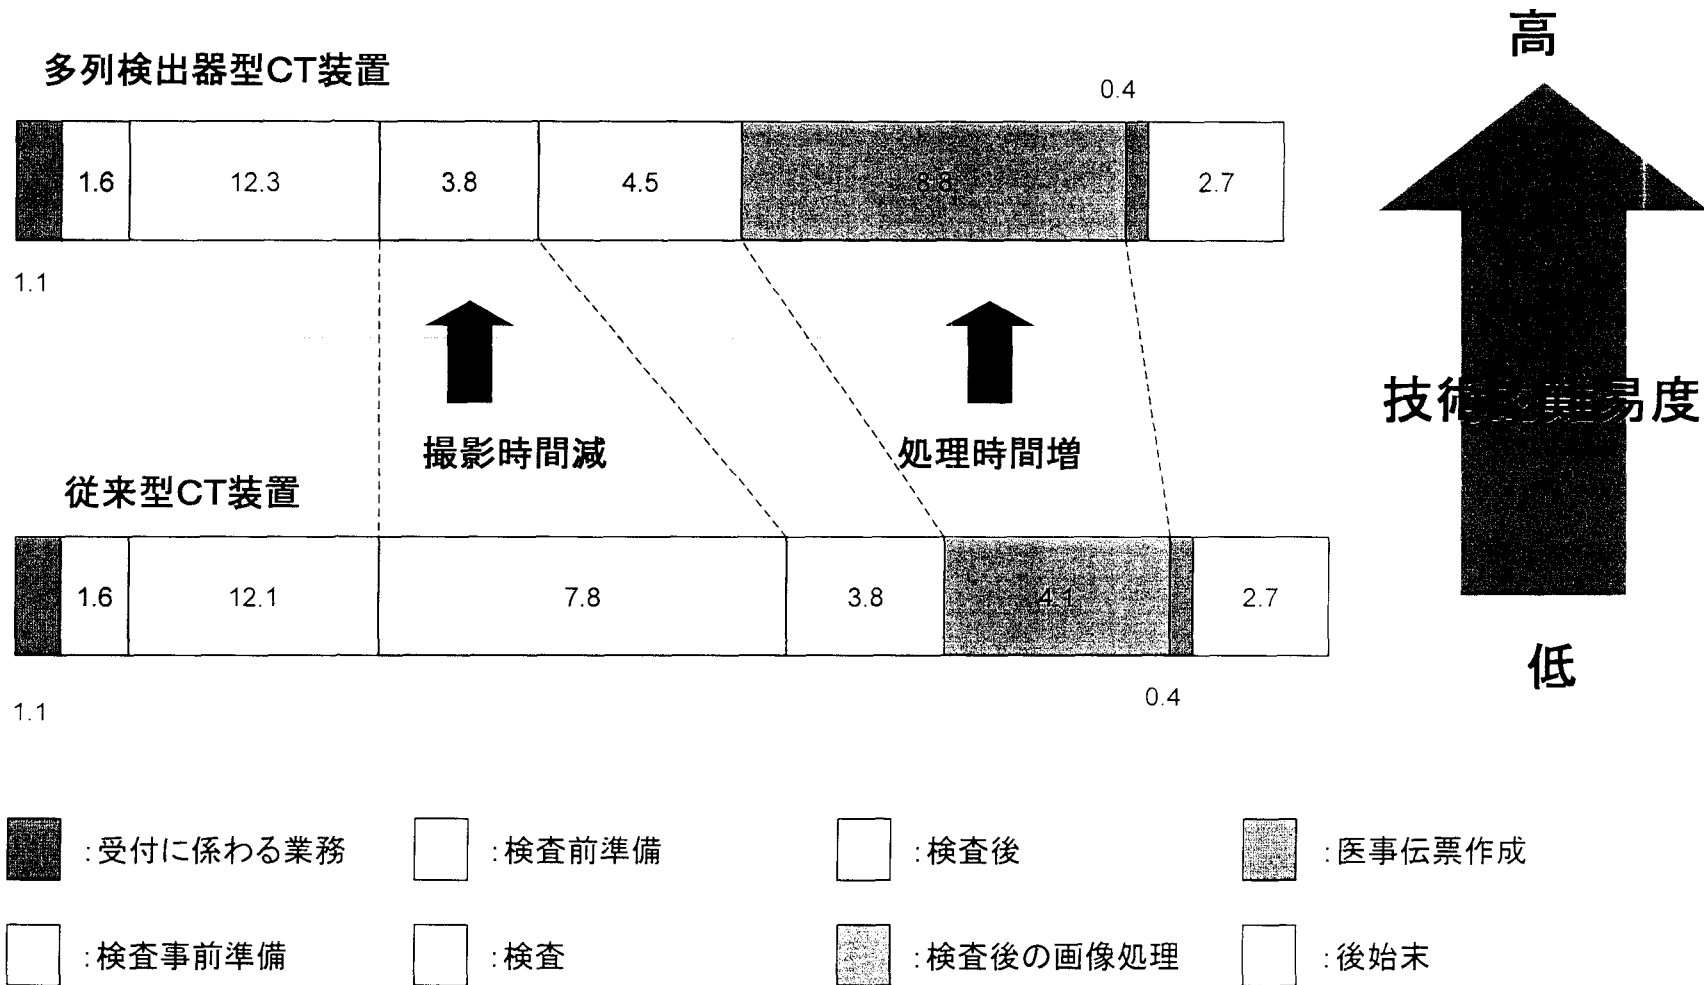 高
多列検出器型CT装置
0.4
1.6
12.3
3.8
4.5
8.8
2.7
1.1
技術的難易度
撮影時間減
処理時間増
従来型CT装置
1.6
12.1
7.8
3.8
4.1
2.7
低
1.1
0.4
:受付に係わる業務
:検査前準備
:検査後
:医事伝票作成
:検査事前準備
:検査
:検査後の画像処理
:後始末